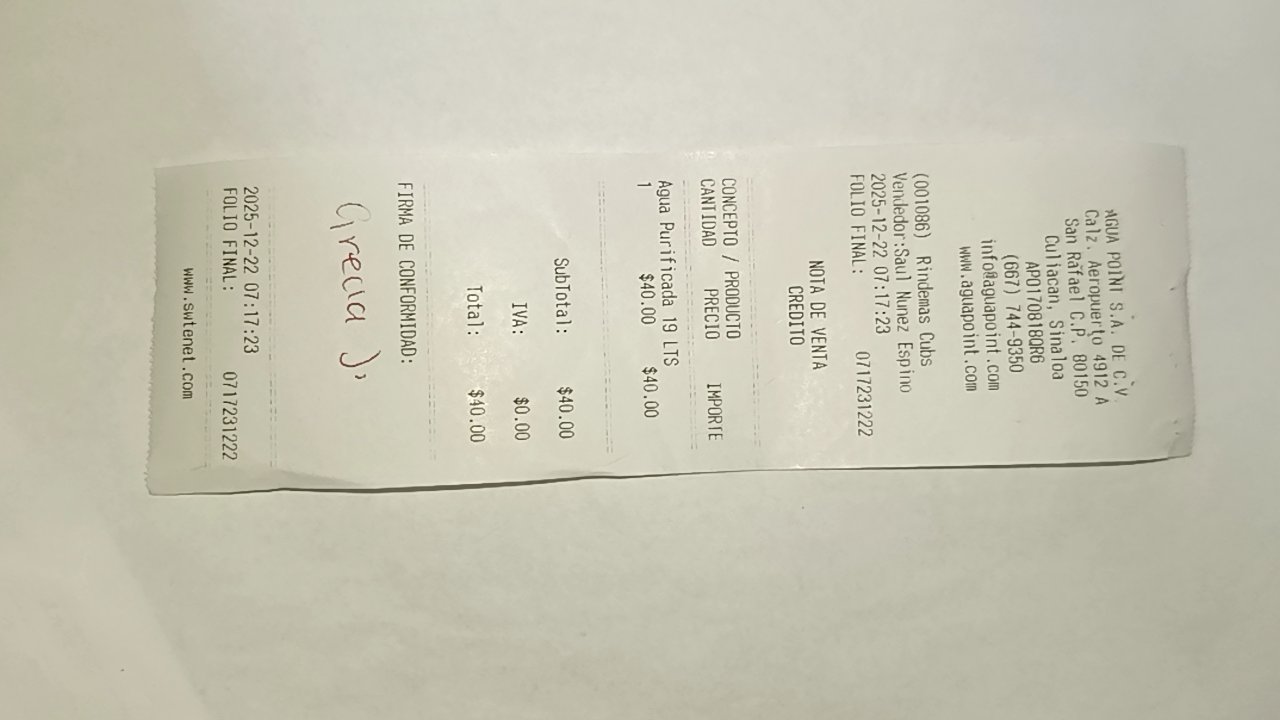 AGUA POINT S.A. DE C.V.
Calz. Aeropuerto 4912 A
San Rafael C.P. 80150
Culiacan, Sinaloa
APO170818QR6
(667) 744-9350
info@aguapoint.com
www.aguapoint.com
(001086) Rindemas Cubs
Vendedor:Saul Nunez Espino
2025-12-22 07:17:23
FOLIO FINAL: 0717231222
NOTA DE VENTA
CREDITO
CONCEPTO / PRODUCTO
CANTIDAD PRECIO IMPORTE
Agua Purificada 19 LTS
1 $40.00 $40.00
SubTotal: $40.00
IVA: $0.00
Total: $40.00
FIRMA DE CONFORMIDAD:
Grecia J.
2025-12-22 07:17:23
FOLIO FINAL: 0717231222
www.swtenet.com